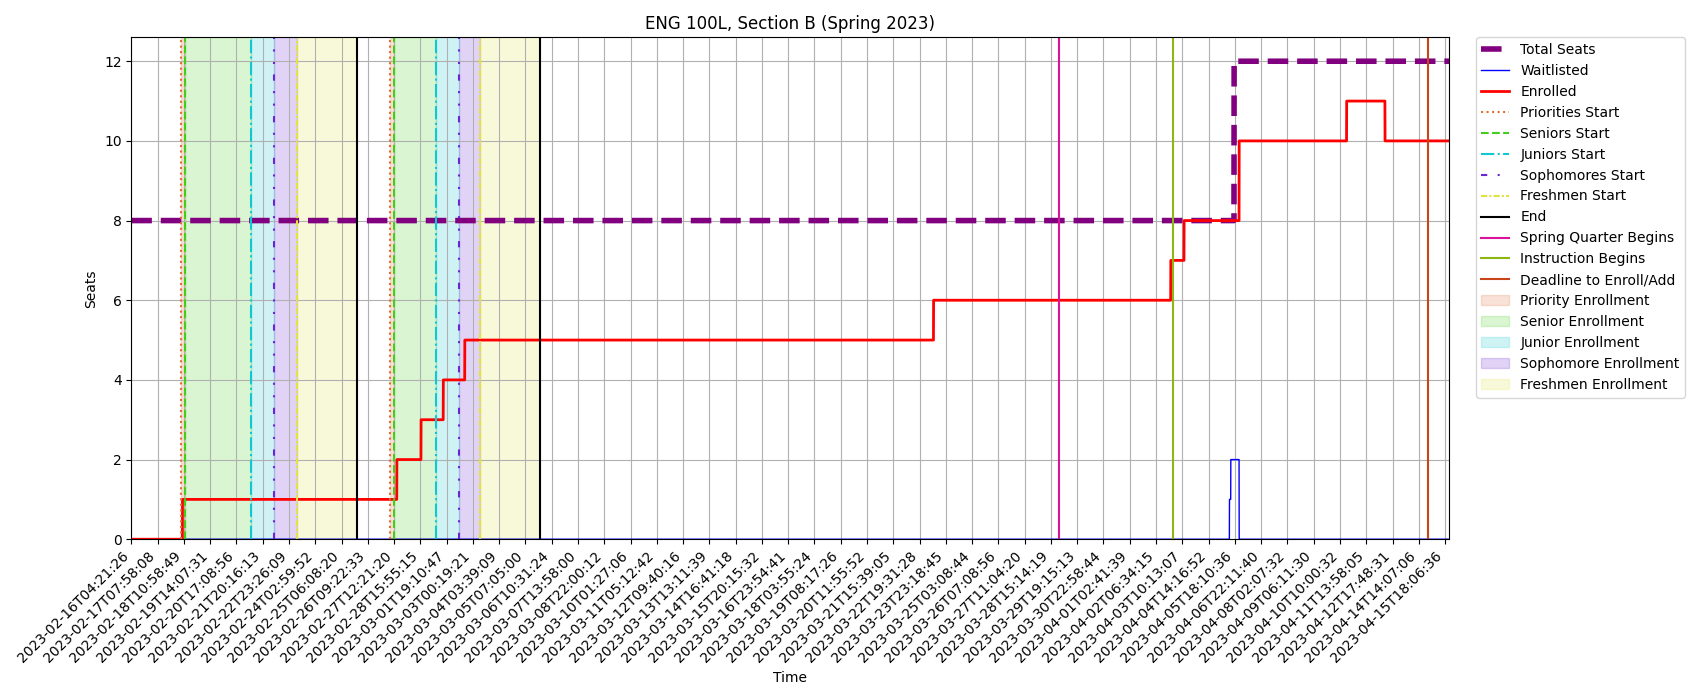 ENG 100L, Section B (Spring 2023)
Seats
12
10
8
6
4
2
0
2023-02-16T04:21:26
2023-02-17T07:58:08
2023-02-18T10:58:49
2023-02-19T14:07:31
2023-02-20T17:08:56
2023-02-21T20:16:13
2023-02-22T23:26:09
2023-02-24T02:59:52
2023-02-25T06:08:20
2023-02-26T09:22:33
2023-02-27T12:21:20
2023-02-28T15:55:15
2023-03-01T19:10:47
2023-03-03T00:19:21
2023-03-04T03:39:05
2023-03-05T07:05:00
2023-03-06T10:31:24
2023-03-07T13:58:00
2023-03-08T22:00:12
2023-03-10T01:27:06
2023-03-11T05:12:42
2023-03-12T09:40:16
2023-03-13T13:11:39
2023-03-14T16:41:18
2023-03-15T20:15:32
2023-03-16T23:54:41
2023-03-18T03:55:24
2023-03-19T08:17:26
2023-03-20T11:55:52
2023-03-21T15:39:05
2023-03-22T19:31:28
2023-03-23T23:18:45
2023-03-25T03:08:44
2023-03-26T07:08:56
2023-03-27T11:04:20
2023-03-28T15:14:19
2023-03-29T19:15:13
2023-03-30T22:58:44
2023-04-01T02:41:39
2023-04-02T06:34:15
2023-04-03T10:13:07
2023-04-04T14:16:52
2023-04-05T18:10:36
2023-04-06T22:11:40
2023-04-08T02:07:32
2023-04-09T06:11:30
2023-04-10T10:00:32
2023-04-11T13:58:05
2023-04-12T17:48:31
2023-04-14T14:07:06
2023-04-15T18:06:36
Time
Total Seats
Waitlisted
Enrolled
Priorities Start
Seniors Start
Juniors Start
Sophomores Start
Freshmen Start
End
Spring Quarter Begins
Instruction Begins
Deadline to Enroll/Add
Priority Enrollment
Senior Enrollment
Junior Enrollment
Sophomore Enrollment
Freshmen Enrollment